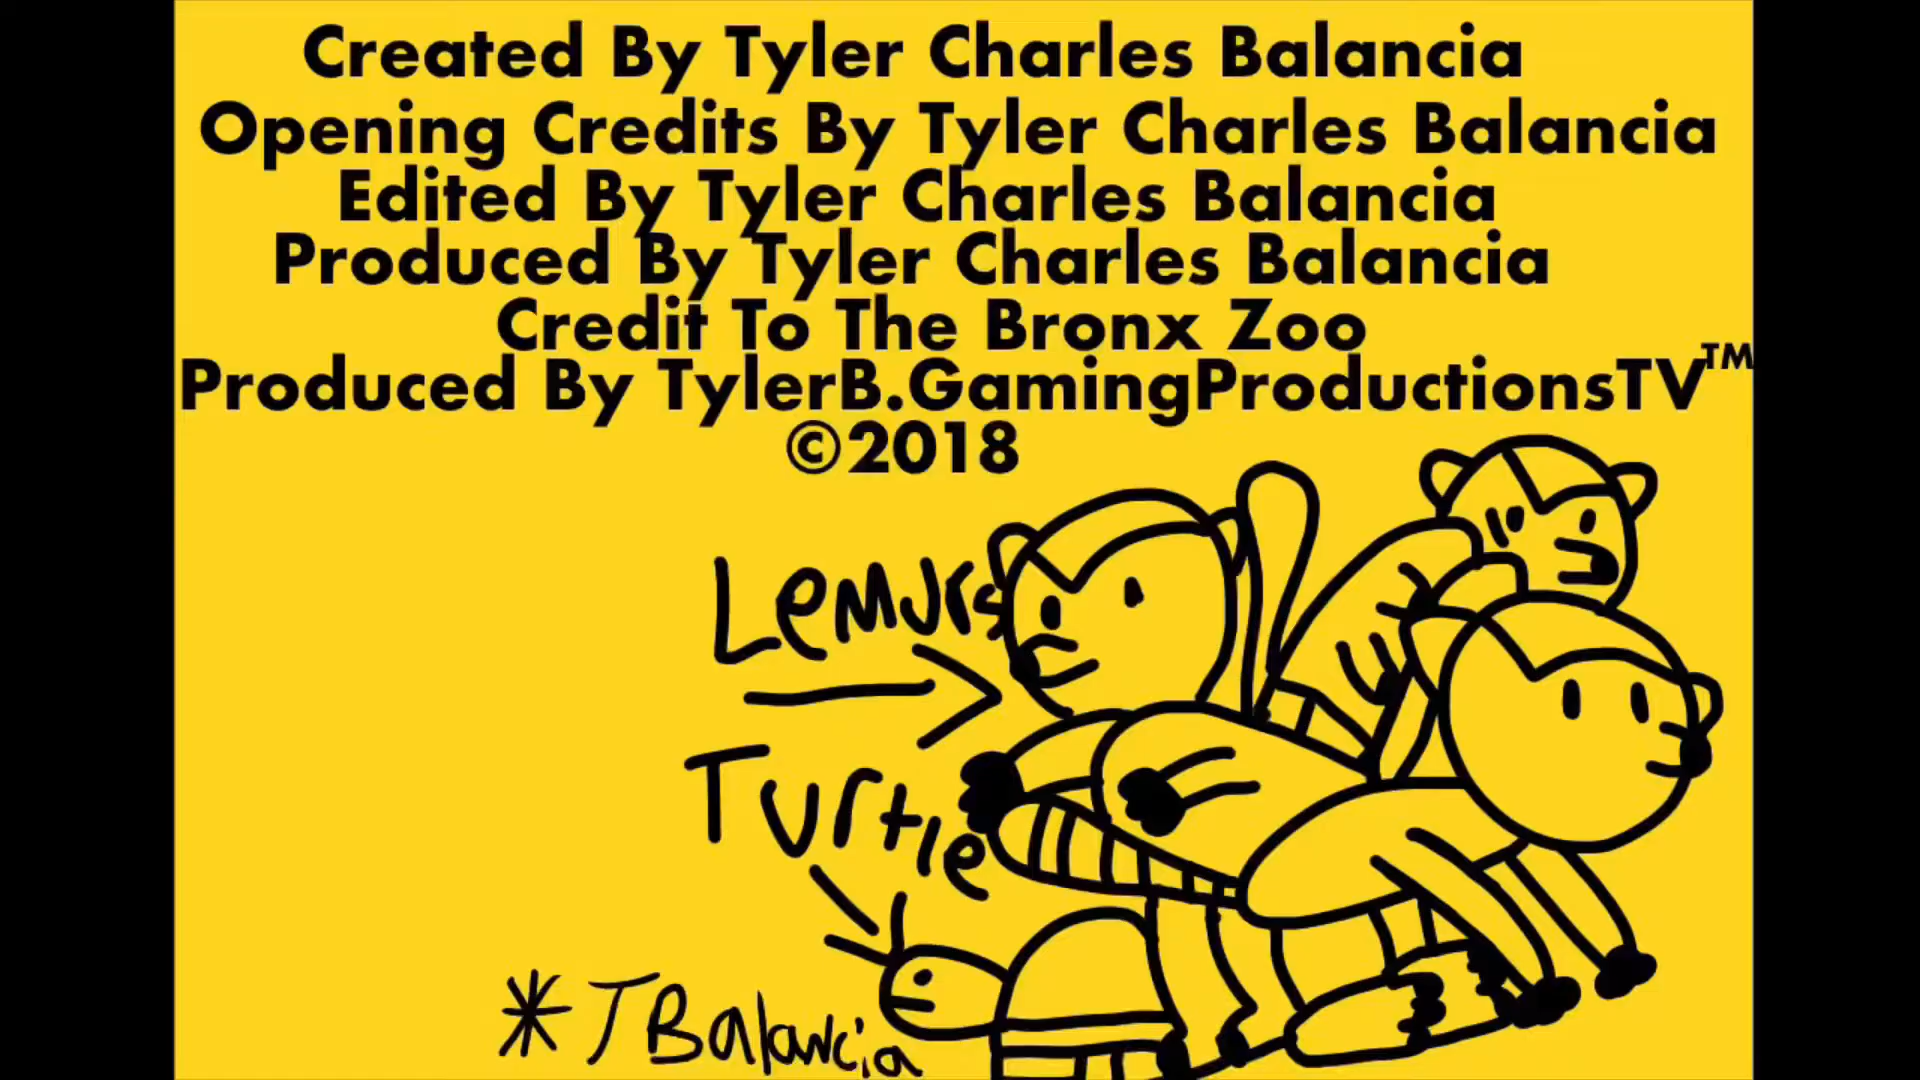 Created By Tyler Charles Balancia
Opening Credits By Tyler Charles Balancia
Edited By Tyler Charles Balancia
Produced By Tyler Charles Balancia
Credit To The Bronx Zoo
Produced By TylerB.GamingProductionsTV™
©2018
Lemurs
Turtle
*TBalancia